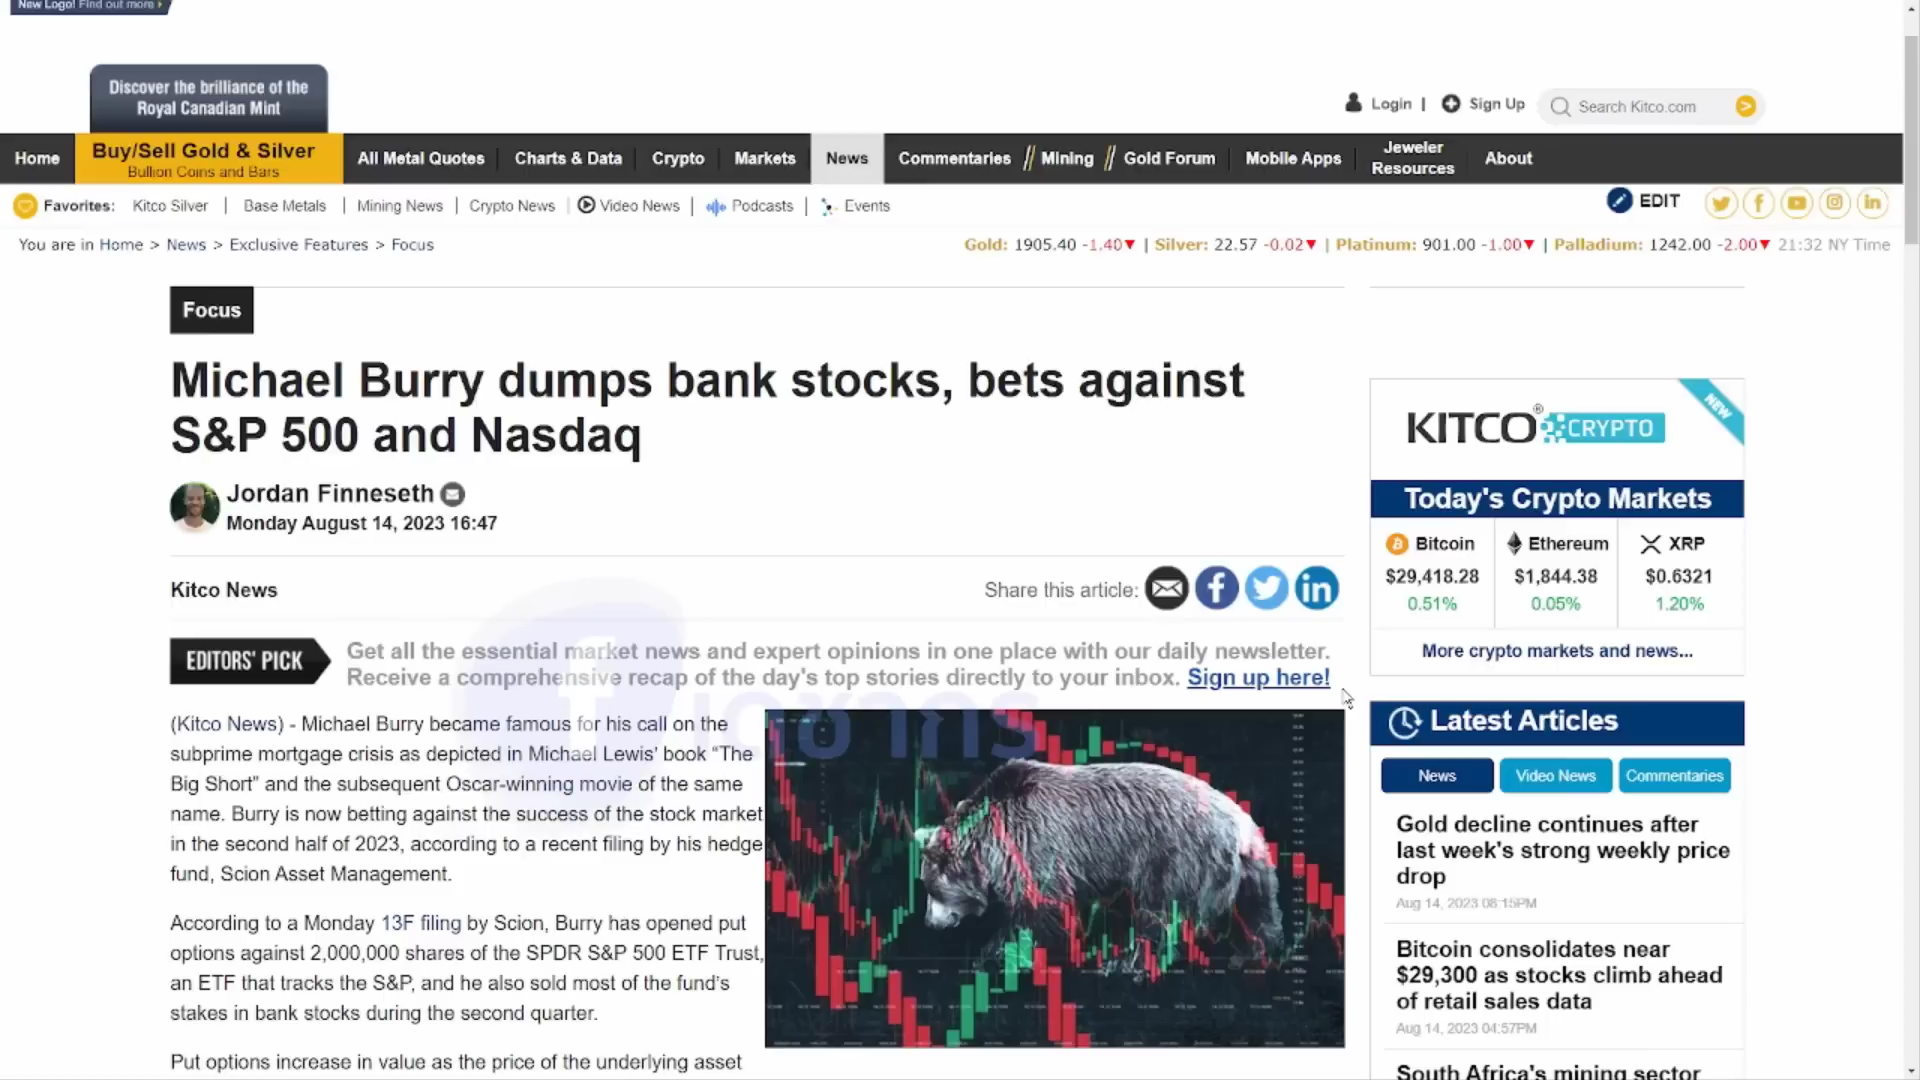 New Logo! Find out more
Discover the brilliance of the
Royal Canadian Mint
Login | Sign Up
Search Kitco.com
Home
Buy/Sell Gold & Silver
Bullion Coins and Bars
All Metal Quotes
Charts & Data
Crypto
Markets
News
Commentaries // Mining // Gold Forum
Mobile Apps
Jeweler
Resources
About
Favorites: Kitco Silver | Base Metals | Mining News | Crypto News | Video News | Podcasts Events
EDIT
You are in Home > News > Exclusive Features > Focus
Gold: 1905.40 -1.40▼ | Silver: 22.57 -0.02▼ | Platinum: 901.00 -1.00▼ | Palladium: 1242.00 -2.00▼ 21:32 NY Time
Focus
Michael Burry dumps bank stocks, bets against
S&P 500 and Nasdaq
Jordan Finneseth
Monday August 14, 2023 16:47
Kitco News
Share this article:
EDITORS' PICK
Get all the essential market news and expert opinions in one place with our daily newsletter.
Receive a comprehensive recap of the day's top stories directly to your inbox. Sign up here!
(Kitco News) - Michael Burry became famous for his call on the
subprime mortgage crisis as depicted in Michael Lewis' book “The
Big Short” and the subsequent Oscar-winning movie of the same
name. Burry is now betting against the success of the stock market
in the second half of 2023, according to a recent filing by his hedge
fund, Scion Asset Management.
According to a Monday 13F filing by Scion, Burry has opened put
options against 2,000,000 shares of the SPDR S&P 500 ETF Trust,
an ETF that tracks the S&P, and he also sold most of the fund's
stakes in bank stocks during the second quarter.
Put options increase in value as the price of the underlying asset
KITCO® CRYPTO
NEW
Today's Crypto Markets
Bitcoin Ethereum XRP
$29,418.28 $1,844.38 $0.6321
0.51% 0.05% 1.20%
More crypto markets and news...
Latest Articles
News Video News Commentaries
Gold decline continues after
last week's strong weekly price
drop
Aug 14, 2023 06:15PM
Bitcoin consolidates near
$29,300 as stocks climb ahead
of retail sales data
Aug 14, 2023 04:57PM
South Africa's mining sector